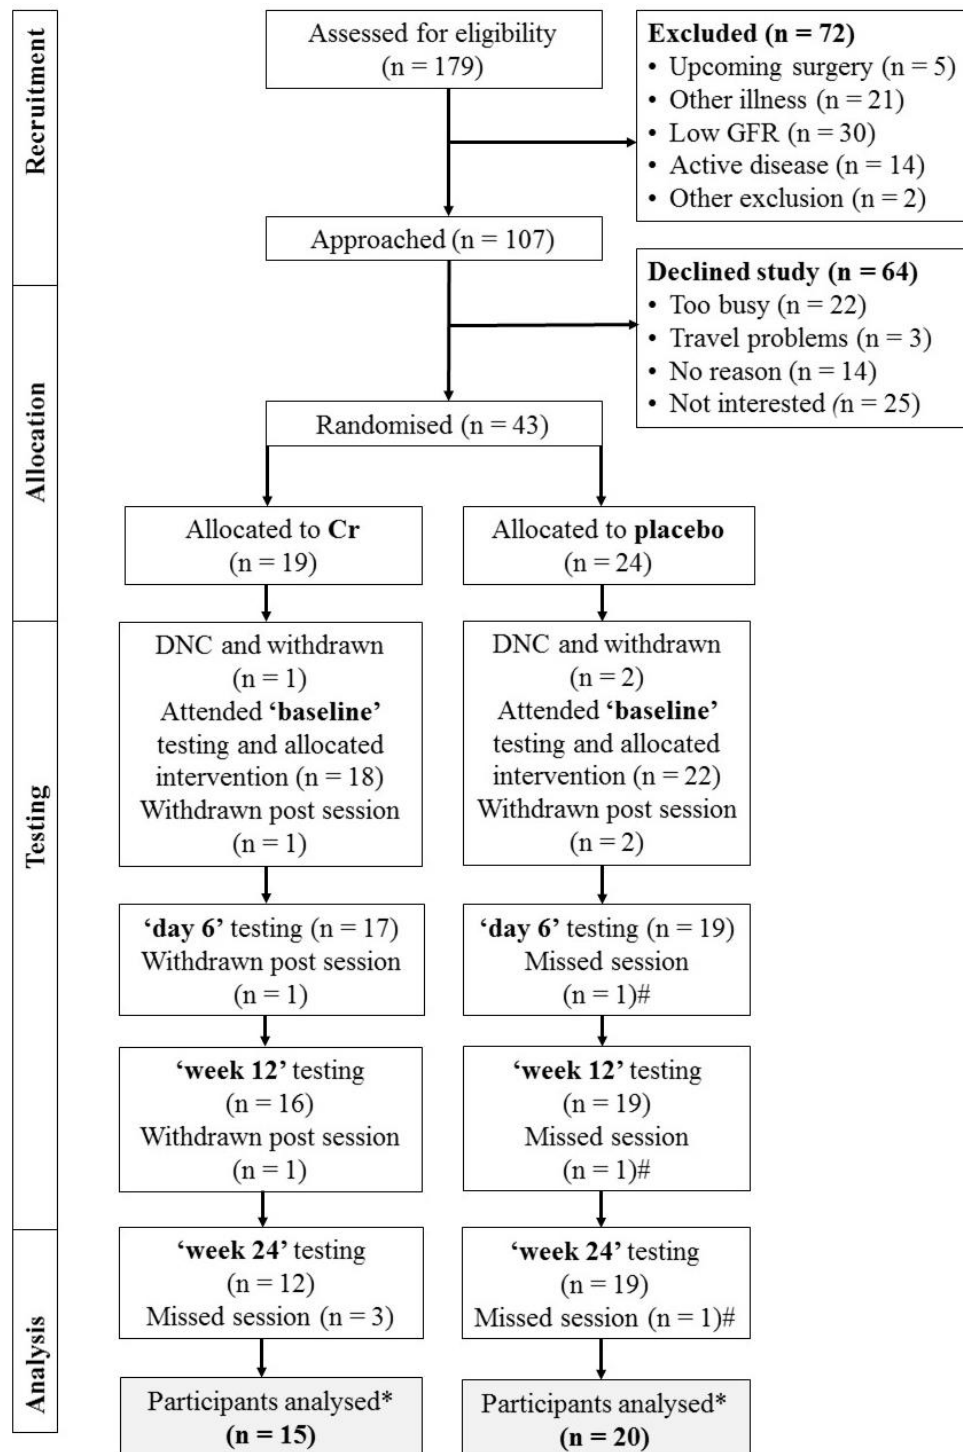 Recruitment
Assessed for eligibility
(n = 179)
Excluded (n = 72)
• Upcoming surgery (n = 5)
• Other illness (n = 21)
• Low GFR (n = 30)
• Active disease (n = 14)
• Other exclusion (n = 2)
Approached (n = 107)
Declined study (n = 64)
• Too busy (n = 22)
• Travel problems (n = 3)
• No reason (n = 14)
• Not interested (n = 25)
Allocation
Randomised (n = 43)
Allocated to Cr
(n = 19)
Allocated to placebo
(n = 24)
Testing
DNC and withdrawn
(n = 1)
Attended ‘baseline’
testing and allocated
intervention (n = 18)
Withdrawn post session
(n = 1)
DNC and withdrawn
(n = 2)
Attended ‘baseline’
testing and allocated
intervention (n = 22)
Withdrawn post session
(n = 2)
‘day 6’ testing (n = 17)
Withdrawn post session
(n = 1)
‘day 6’ testing (n = 19)
Missed session
(n = 1)#
‘week 12’ testing
(n = 16)
Withdrawn post session
(n = 1)
‘week 12’ testing
(n = 19)
Missed session
(n = 1)#
Analysis
‘week 24’ testing
(n = 12)
Missed session (n = 3)
‘week 24’ testing
(n = 19)
Missed session (n = 1)#
Participants analysed*
(n = 15)
Participants analysed*
(n = 20)